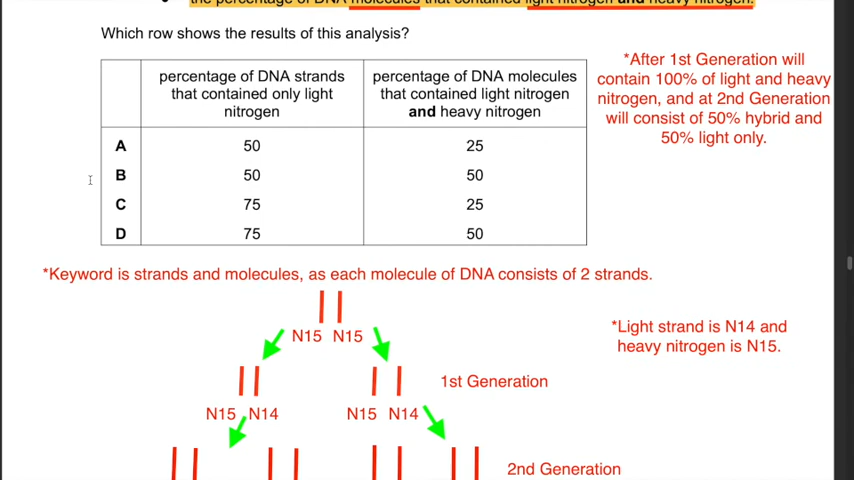 the percentage of DNA molecules that contained light nitrogen and heavy nitrogen.
Which row shows the results of this analysis?
percentage of DNA strands that contained only light nitrogen
percentage of DNA molecules that contained light nitrogen and heavy nitrogen
A 50 25
B 50 50
C 75 25
D 75 50
*After 1st Generation will
contain 100% of light and heavy
nitrogen, and at 2nd Generation
will consist of 50% hybrid and
50% light only.
*Keyword is strands and molecules, as each molecule of DNA consists of 2 strands.
N15 N15
*Light strand is N14 and
heavy nitrogen is N15.
1st Generation
N15 N14 N15 N14
2nd Generation